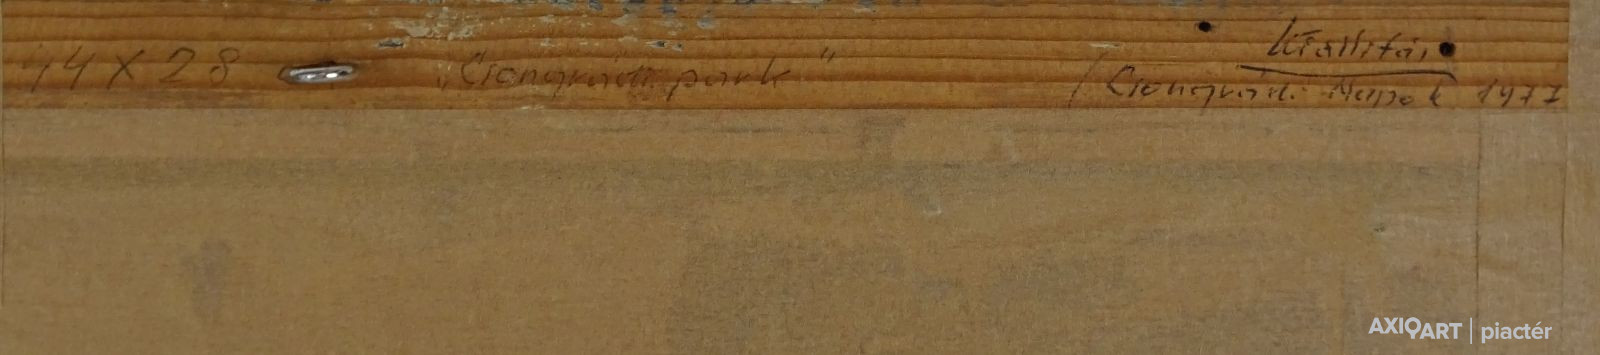 44 X 28 „Csongrádi park"
Kiállítás
/ Csongrádi Napok 1977
AXIOART | piactér